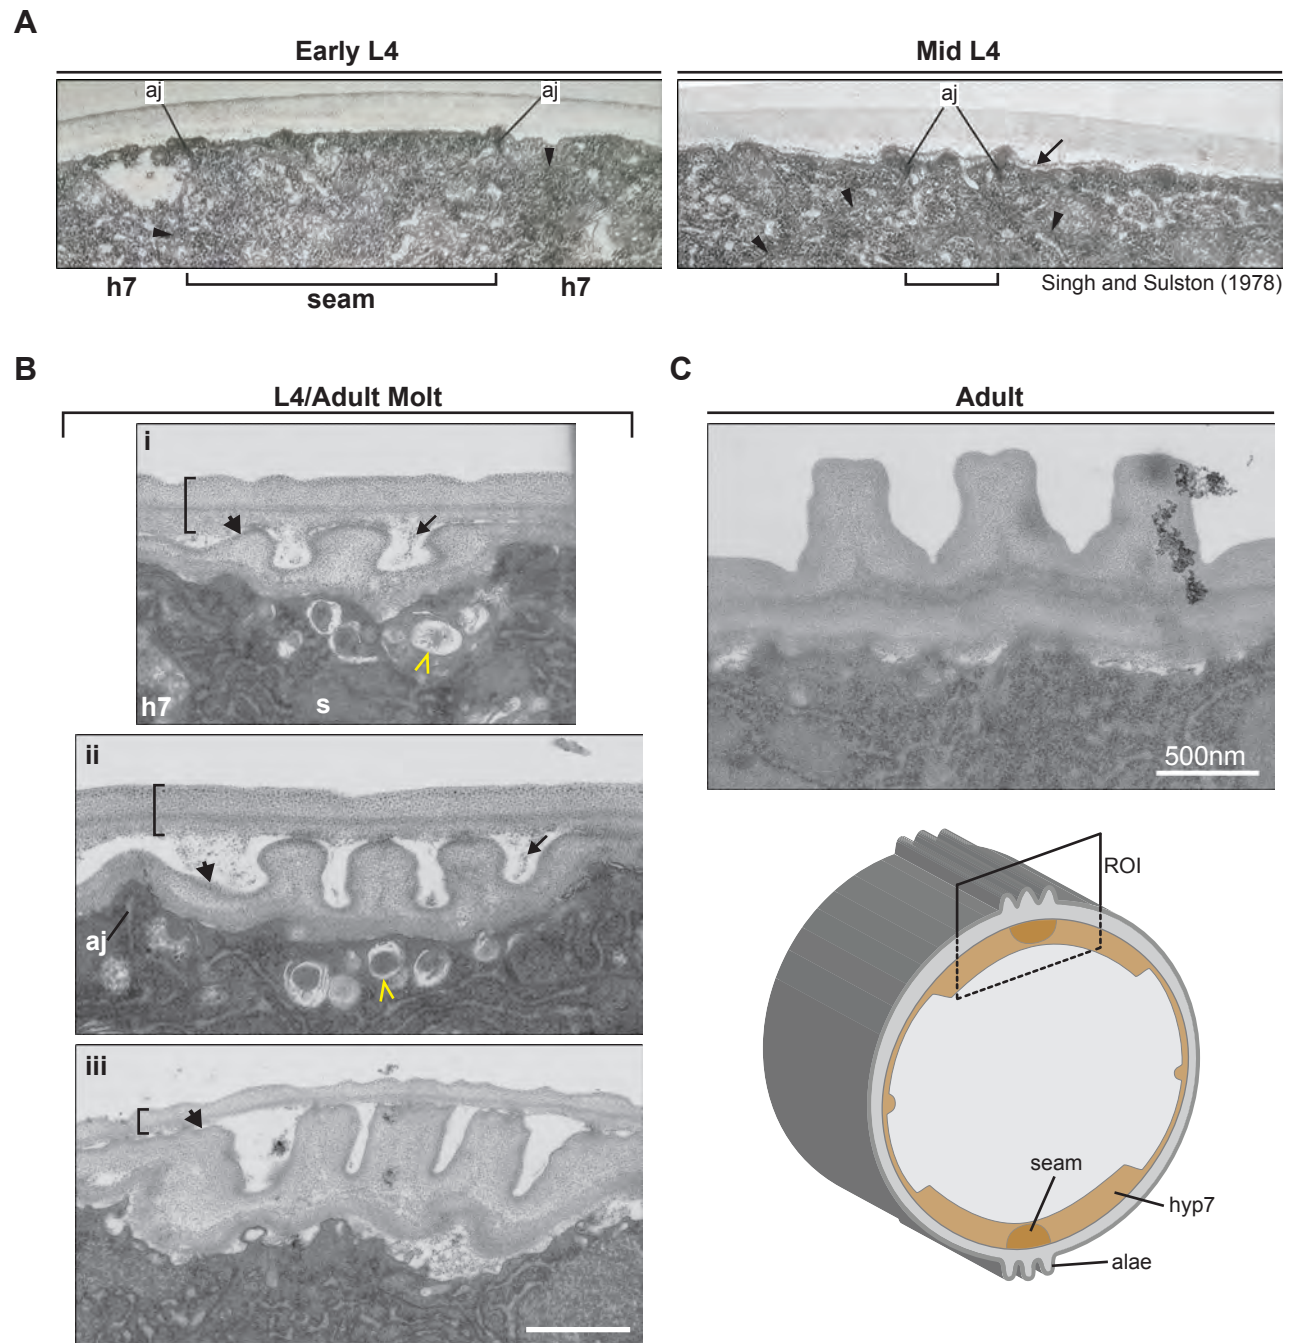 A
Early L4
Mid L4
aj
aj
aj
h7
seam
h7
Singh and Sulston (1978)
B
L4/Adult Molt
C
Adult
i
h7
s
ii
aj
iii
500nm
ROI
seam
hyp7
alae